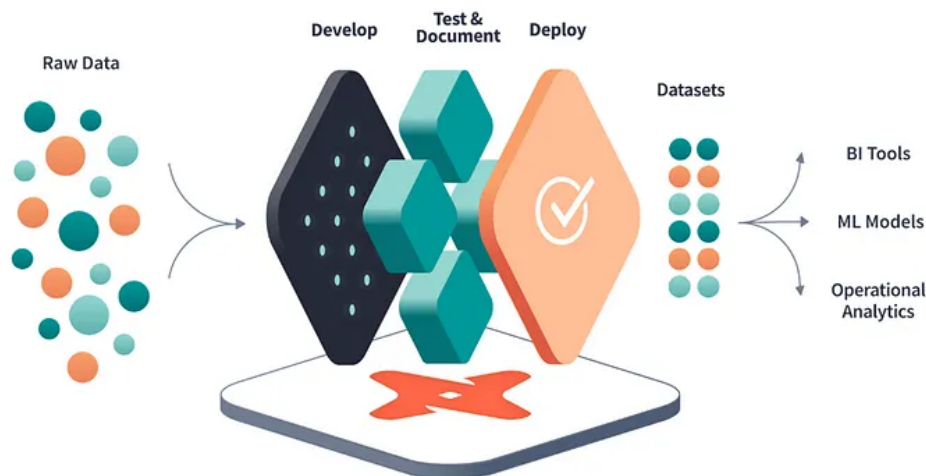 Raw Data
Develop
Test &
Document
Deploy
Datasets
BI Tools
ML Models
Operational
Analytics